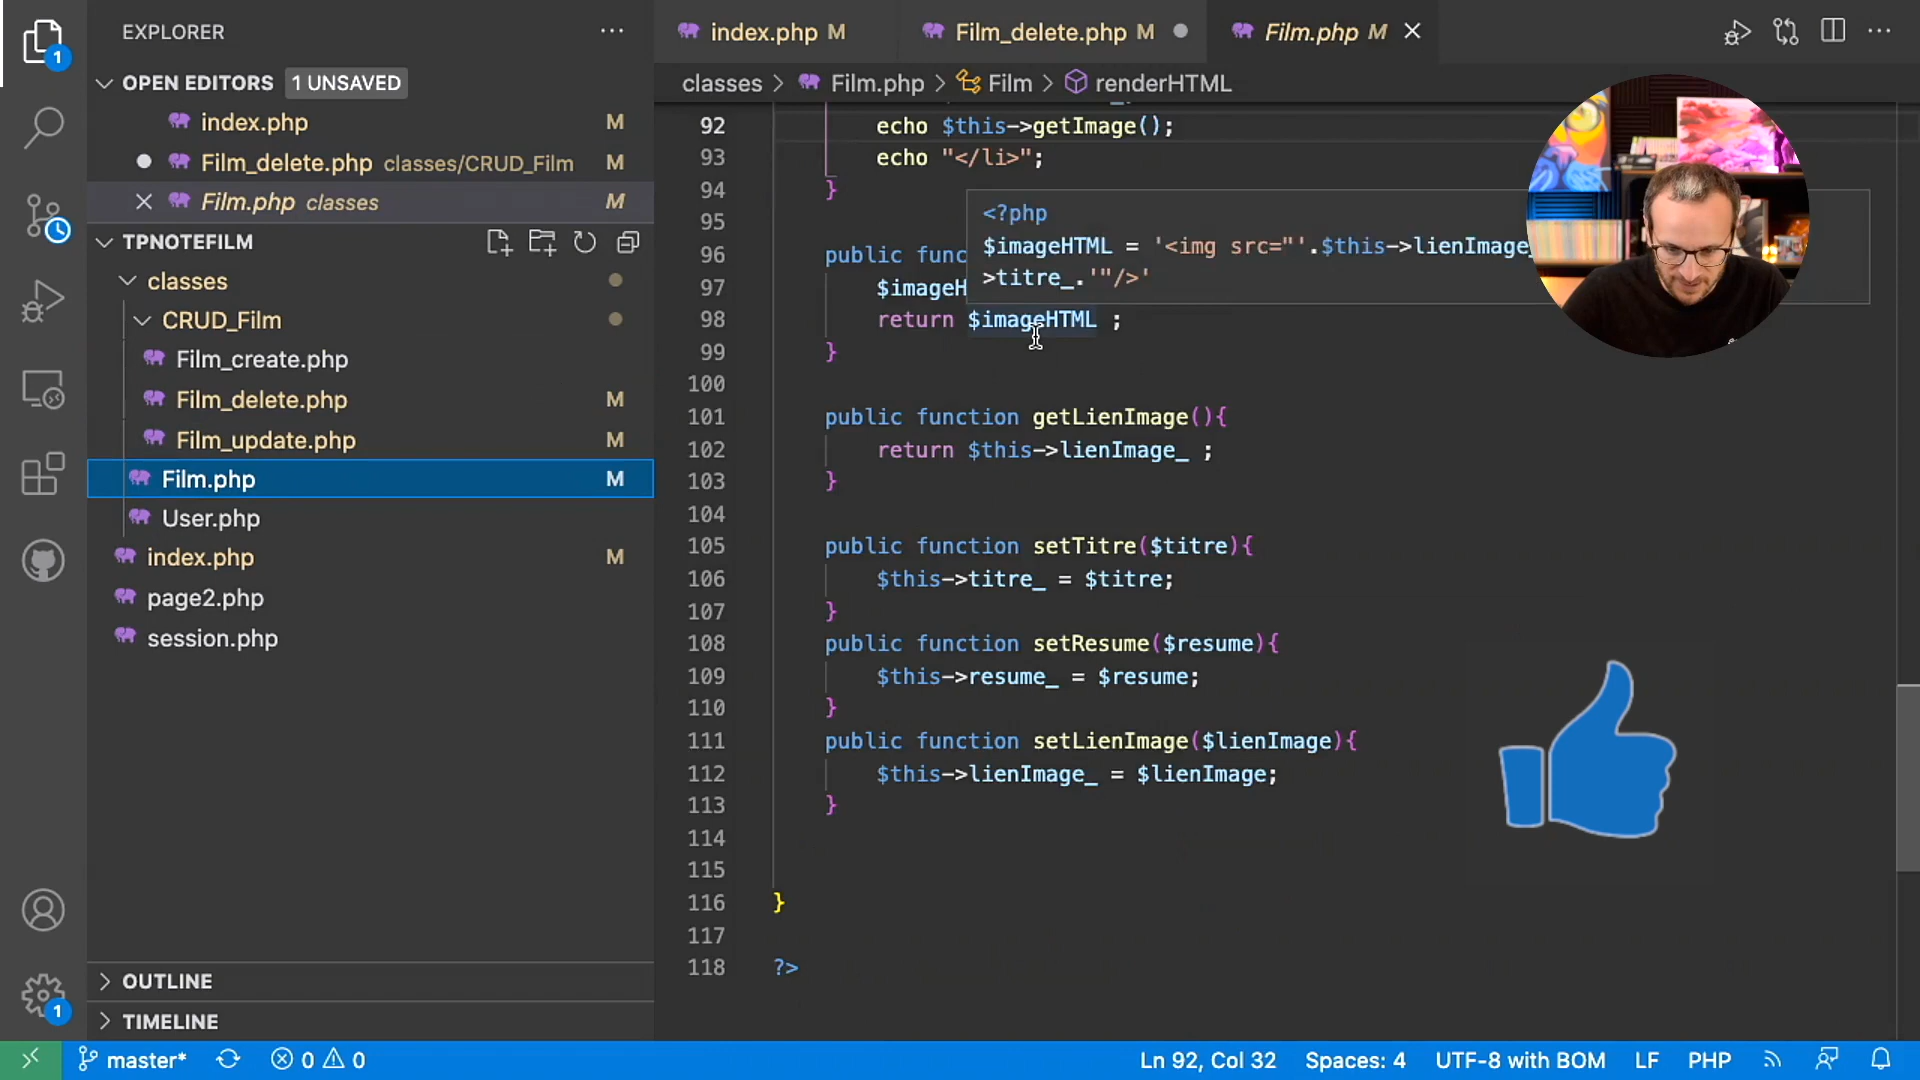 EXPLORER
OPEN EDITORS 1 UNSAVED
index.php M
Film_delete.php classes/CRUD_Film M
Film.php classes M
TPNOTEFILM
classes
CRUD_Film
Film_create.php
Film_delete.php M
Film_update.php M
Film.php M
User.php
index.php M
page2.php
session.php
OUTLINE
TIMELINE
1
1
index.php M
Film_delete.php M
Film.php M
classes > Film.php > Film > renderHTML
92 echo $this->getImage();
93 echo "</li>";
94 }
95
<?php
96 public func
$imageHTML = '<img src="'.$this->lienImage_
97 $imageH
>titre_.'"/>'
98 return $imageHTML ;
99 }
100
101 public function getLienImage(){
102 return $this->lienImage_ ;
103 }
104
105 public function setTitre($titre){
106 $this->titre_ = $titre;
107 }
108 public function setResume($resume){
109 $this->resume_ = $resume;
110 }
111 public function setLienImage($lienImage){
112 $this->lienImage_ = $lienImage;
113 }
114
115
116 }
117
118 ?>
master* 0 0 Ln 92, Col 32 Spaces: 4 UTF-8 with BOM LF PHP